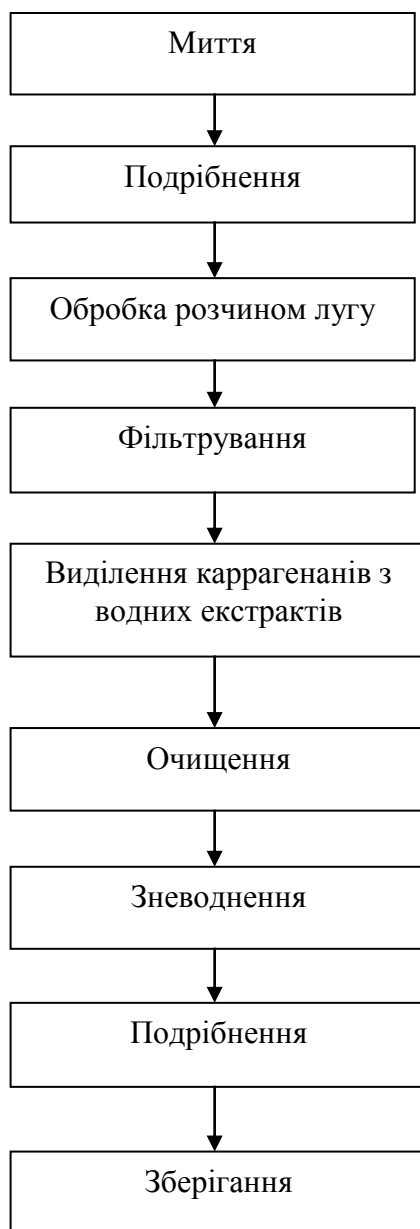 Миття
Подрібнення
Обробка розчином лугу
Фільтрування
Виділення каррагенанів з
водних екстрактів
Очищення
Зневоднення
Подрібнення
Зберігання